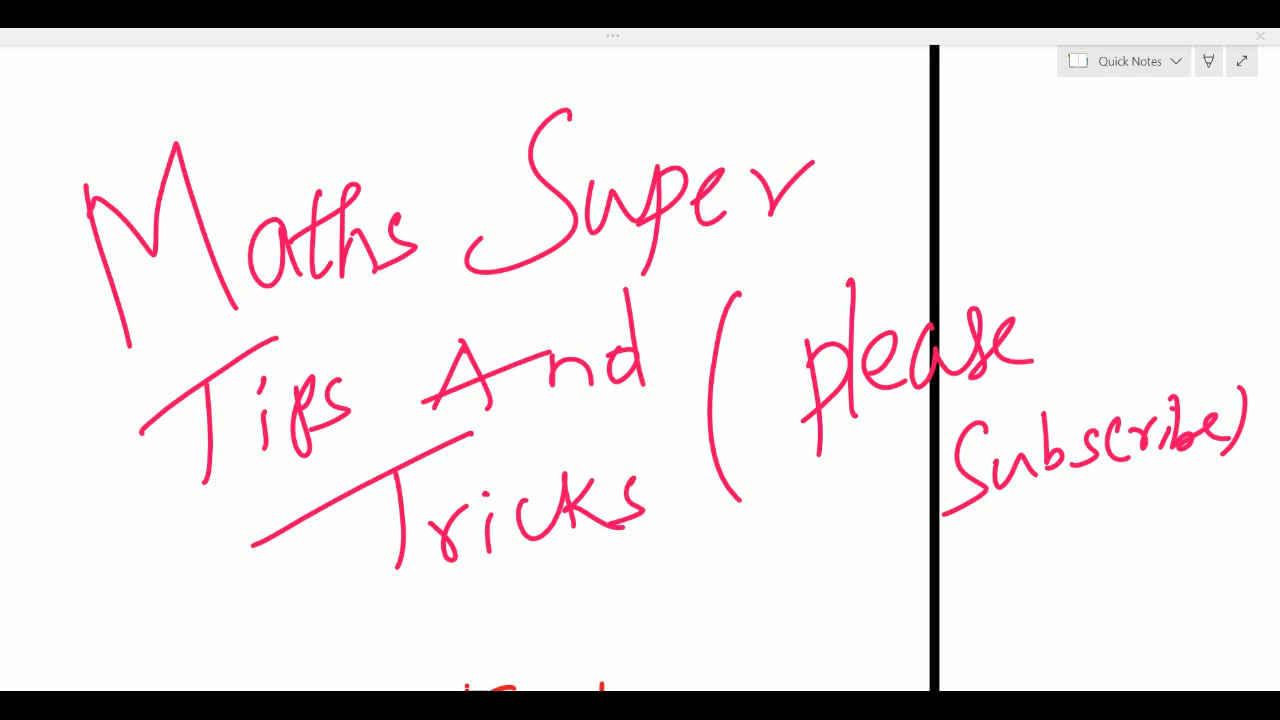 Quick Notes
Maths Super
Tips And (please
Subscribe)
Tricks